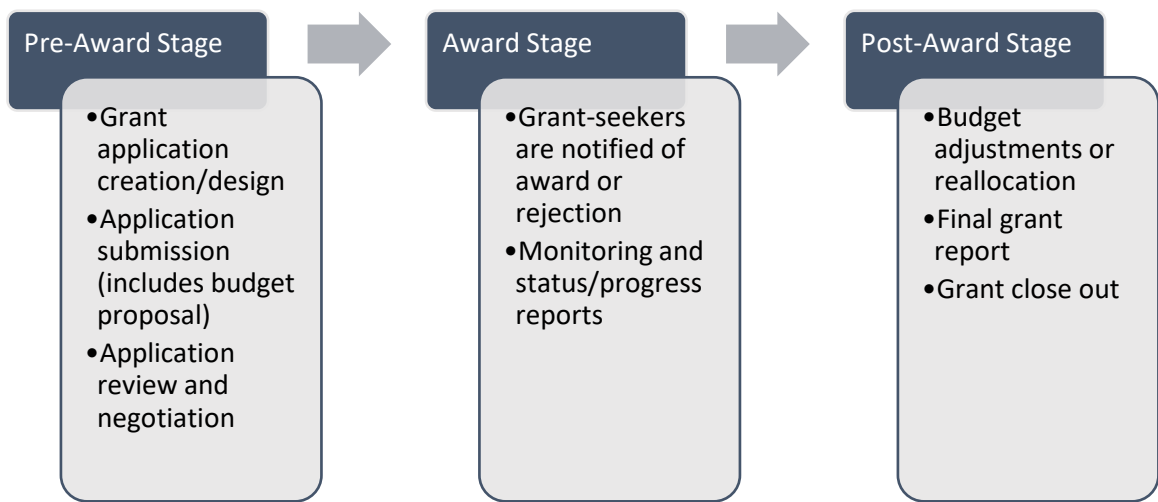 Pre-Award Stage
•Grant
application
creation/design
•Application
submission
(includes budget
proposal)
•Application
review and
negotiation
Award Stage
•Grant-seekers
are notified of
award or
rejection
•Monitoring and
status/progress
reports
Post-Award Stage
•Budget
adjustments or
reallocation
•Final grant
report
•Grant close out